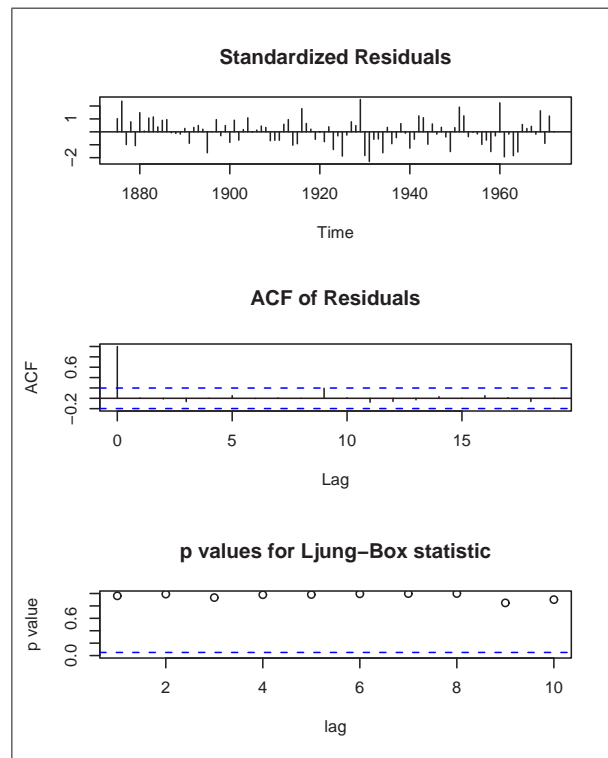 Standardized Residuals
1
−2
1880 1900 1920 1940 1960
Time
ACF of Residuals
ACF
0.6
−0.2
0 5 10 15
Lag
p values for Ljung−Box statistic
p value
0.6
0.0
2 4 6 8 10
lag